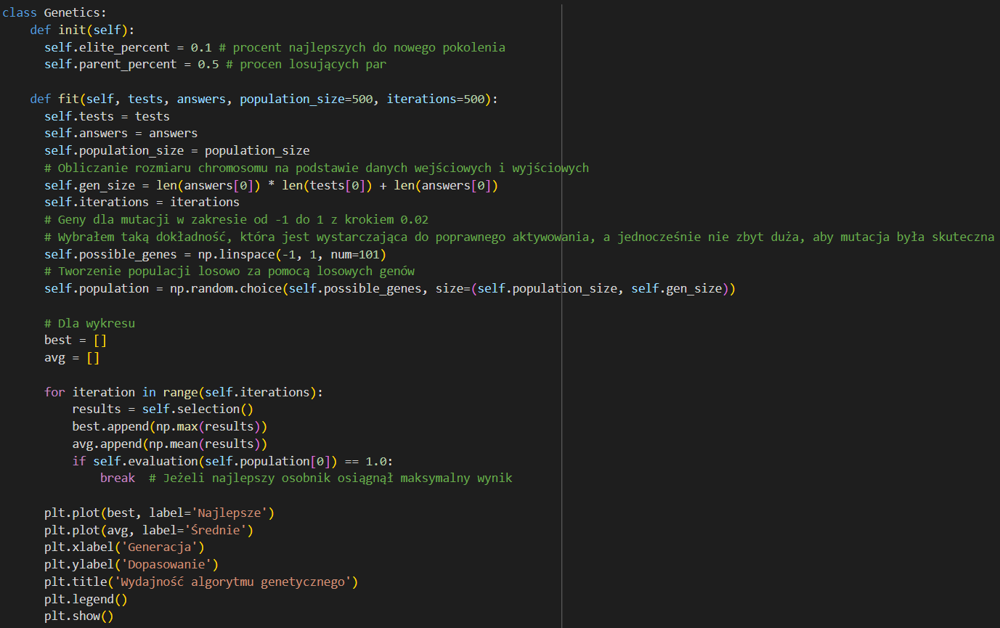 class Genetics:
    def init(self):
      self.elite_percent = 0.1 # procent najlepszych do nowego pokolenia
      self.parent_percent = 0.5 # procen losujących par

    def fit(self, tests, answers, population_size=500, iterations=500):
      self.tests = tests
      self.answers = answers
      self.population_size = population_size
      # Obliczanie rozmiaru chromosomu na podstawie danych wejściowych i wyjściowych
      self.gen_size = len(answers[0]) * len(tests[0]) + len(answers[0])
      self.iterations = iterations
      # Geny dla mutacji w zakresie od -1 do 1 z krokiem 0.02
      # Wybrałem taką dokładność, która jest wystarczająca do poprawnego aktywowania, a jednocześnie nie zbyt duża, aby mutacja była skuteczna
      self.possible_genes = np.linspace(-1, 1, num=101)
      # Tworzenie populacji losowo za pomocą losowych genów
      self.population = np.random.choice(self.possible_genes, size=(self.population_size, self.gen_size))

      # Dla wykresu
      best = []
      avg = []

      for iteration in range(self.iterations):
          results = self.selection()
          best.append(np.max(results))
          avg.append(np.mean(results))
          if self.evaluation(self.population[0]) == 1.0:
              break  # Jeżeli najlepszy osobnik osiągnął maksymalny wynik

      plt.plot(best, label='Najlepsze')
      plt.plot(avg, label='Średnie')
      plt.xlabel('Generacja')
      plt.ylabel('Dopasowanie')
      plt.title('Wydajność algorytmu genetycznego')
      plt.legend()
      plt.show()